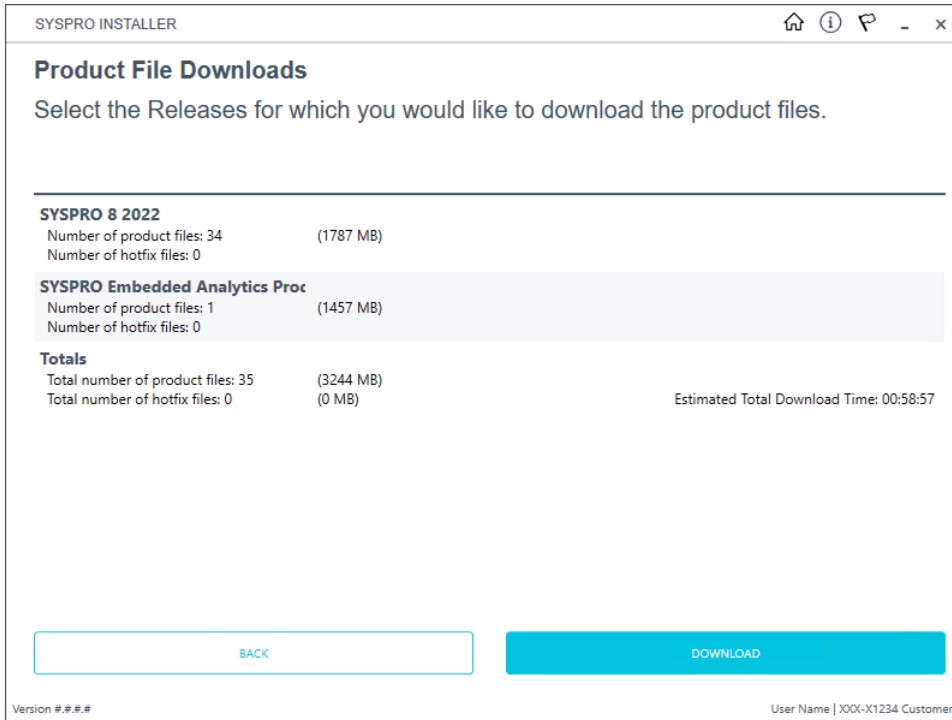 SYSPRO INSTALLER
Product File Downloads
Select the Releases for which you would like to download the product files.
SYSPRO 8 2022
Number of product files: 34 (1787 MB)
Number of hotfix files: 0
SYSPRO Embedded Analytics Proc
Number of product files: 1 (1457 MB)
Number of hotfix files: 0
Totals
Total number of product files: 35 (3244 MB)
Total number of hotfix files: 0 (0 MB) Estimated Total Download Time: 00:58:57
BACK DOWNLOAD
Version #.#.#.# User Name | XXX-X1234 Customer